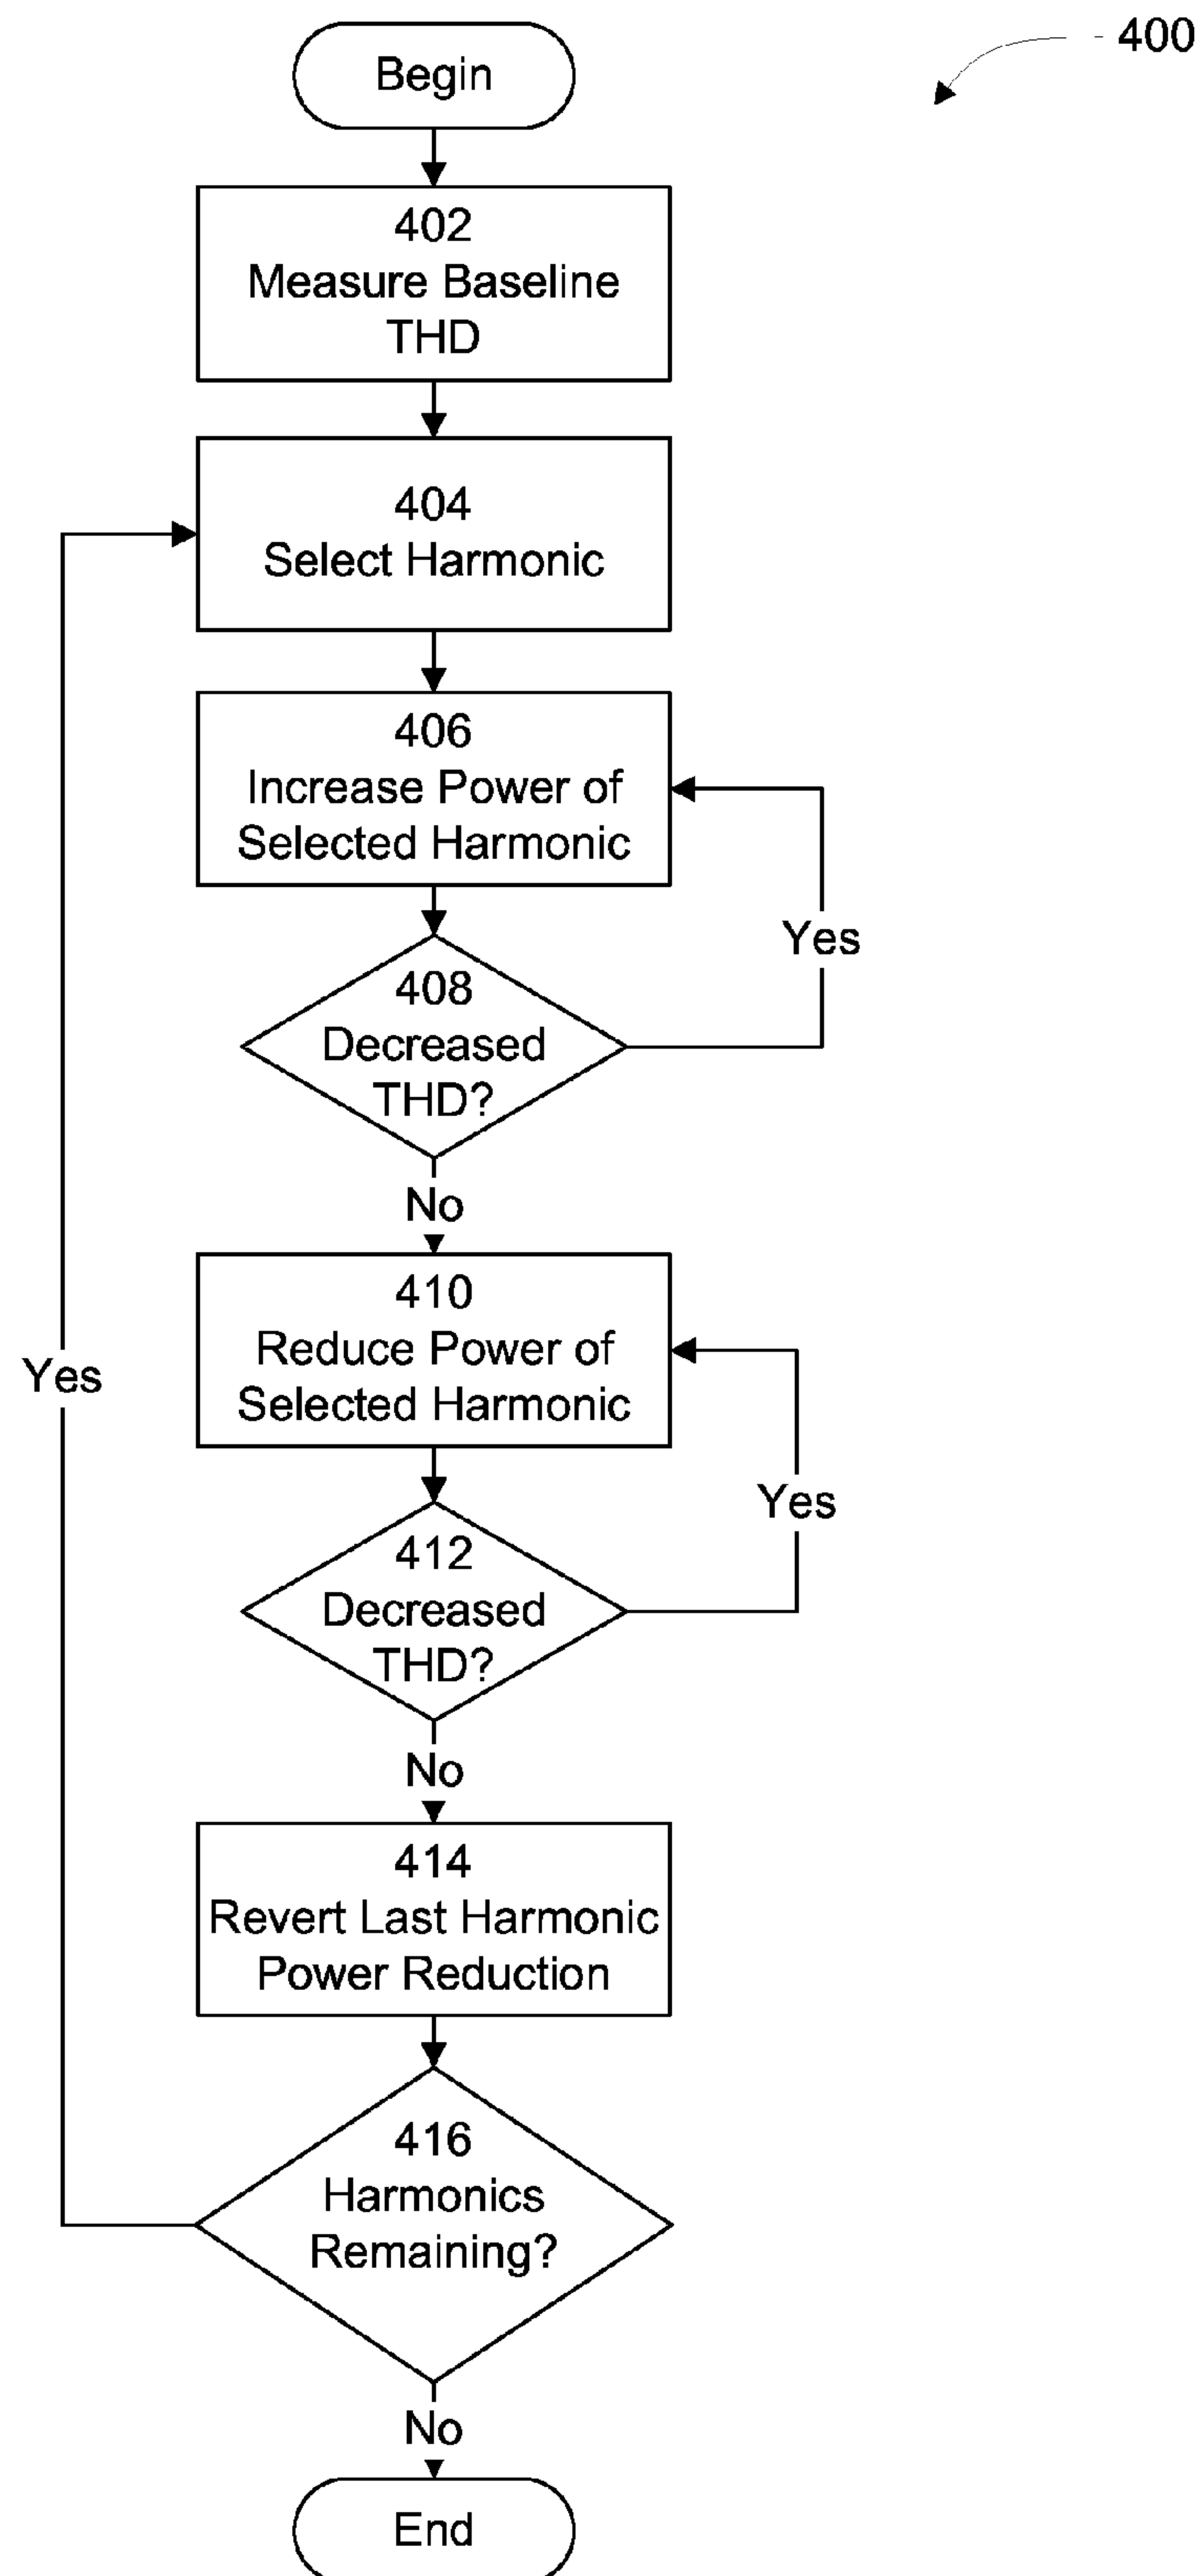 400
Begin
402
Measure Baseline
THD
404
Select Harmonic
406
Increase Power of
Selected Harmonic
Yes
408
Decreased
THD?
No
410
Reduce Power of
Selected Harmonic
Yes
Yes
412
Decreased
THD?
No
414
Revert Last Harmonic
Power Reduction
416
Harmonics
Remaining?
No
End